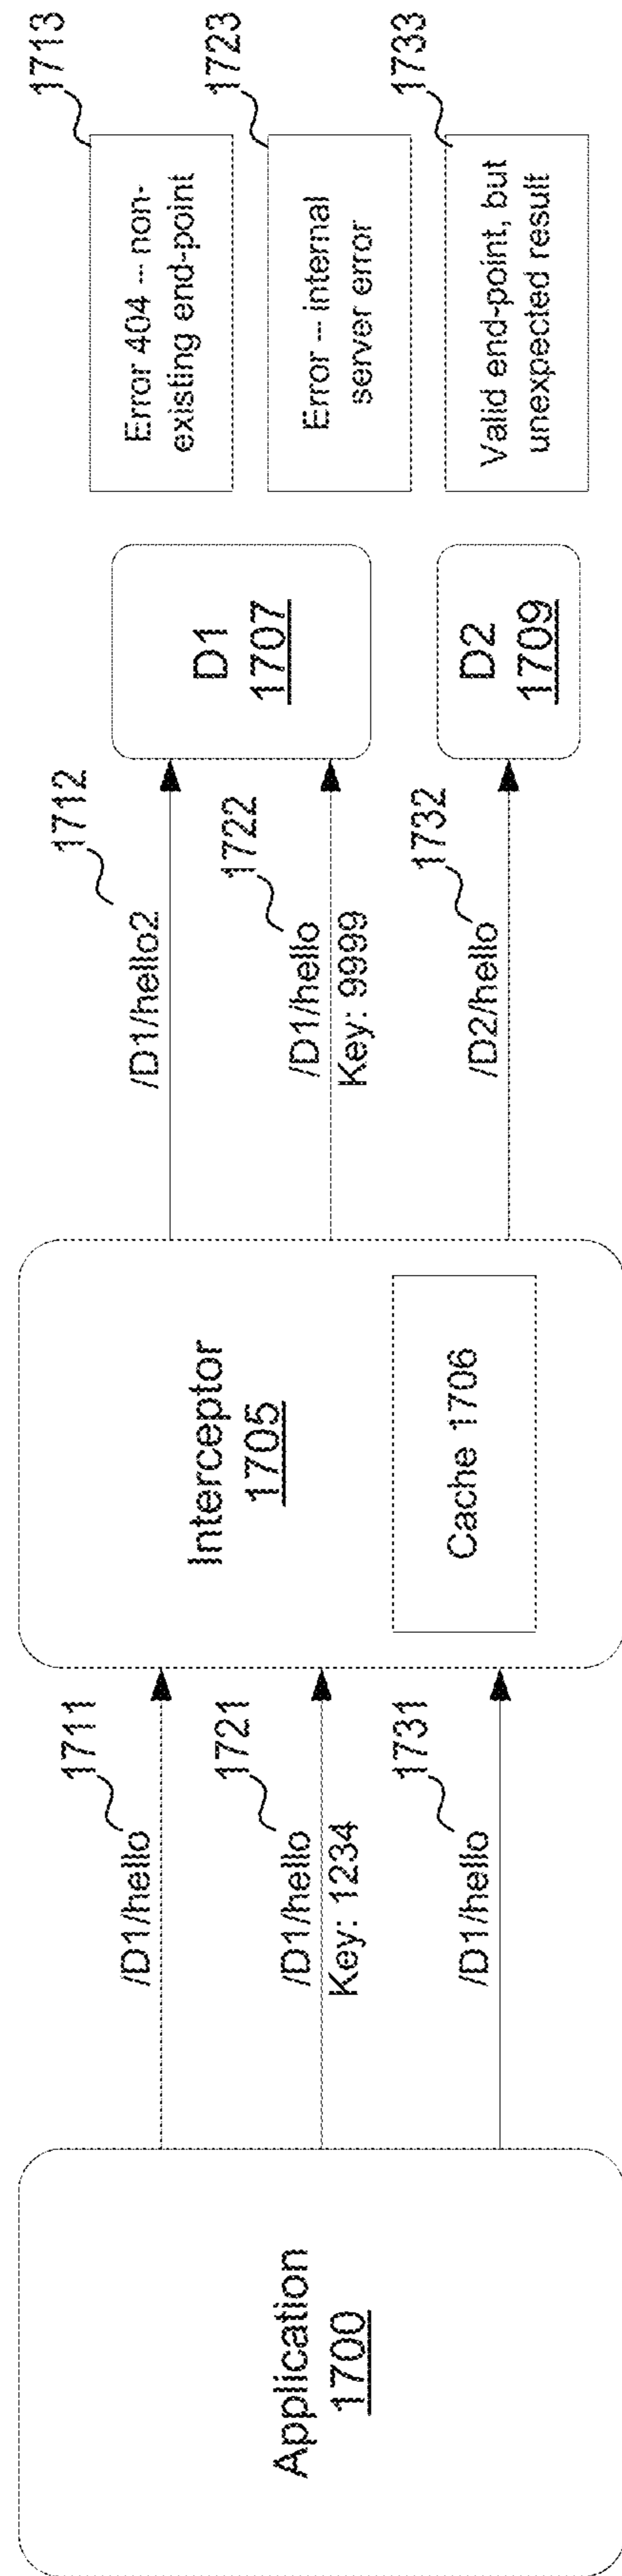 Application
1700
/D1/hello
1711
/D1/hello
Key: 1234
1721
/D1/hello
1731
Interceptor
1705
Cache 1706
/D1/hello2
1712
/D1/hello
Key: 9999
1722
/D2/hello
1732
D1
1707
D2
1709
Error 404 -- non-
existing end-point
1713
Error -- internal
server error
1723
Valid end-point, but
unexpected result
1733